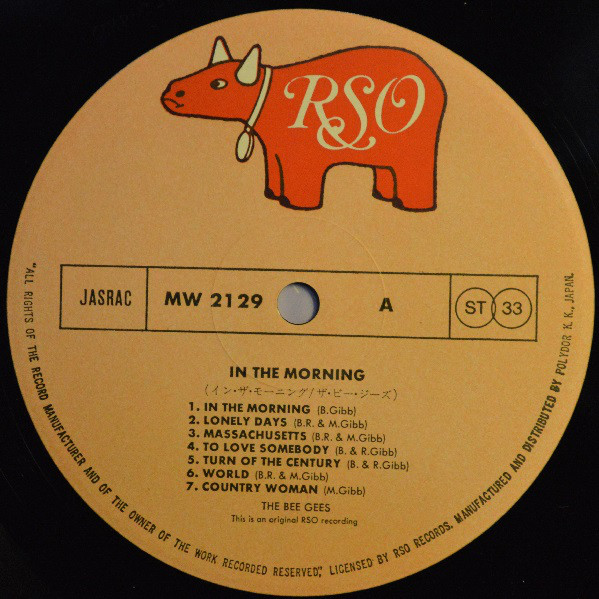 RSO
JASRAC
MW 2129
A
ST 33
IN THE MORNING
(イン・ザ・モーニング/ザ・ビー・ジーズ)
1. IN THE MORNING (B.Gibb)
2. LONELY DAYS (B.R. & M.Gibb)
3. MASSACHUSETTS (B.R. & M.Gibb)
4. TO LOVE SOMEBODY (B. & R.Gibb)
5. TURN OF THE CENTURY (B. & R.Gibb)
6. WORLD (B.R. & M.Gibb)
7. COUNTRY WOMAN (M.Gibb)
THE BEE GEES
This is an original RSO recording
"ALL RIGHTS OF THE RECORD MANUFACTURER AND OF THE OWNER OF THE WORK RECORDED RESERVED," LICENSED BY RSO RECORDS. MANUFACTURED AND DISTRIBUTED BY POLYDOR K. K., JAPAN.